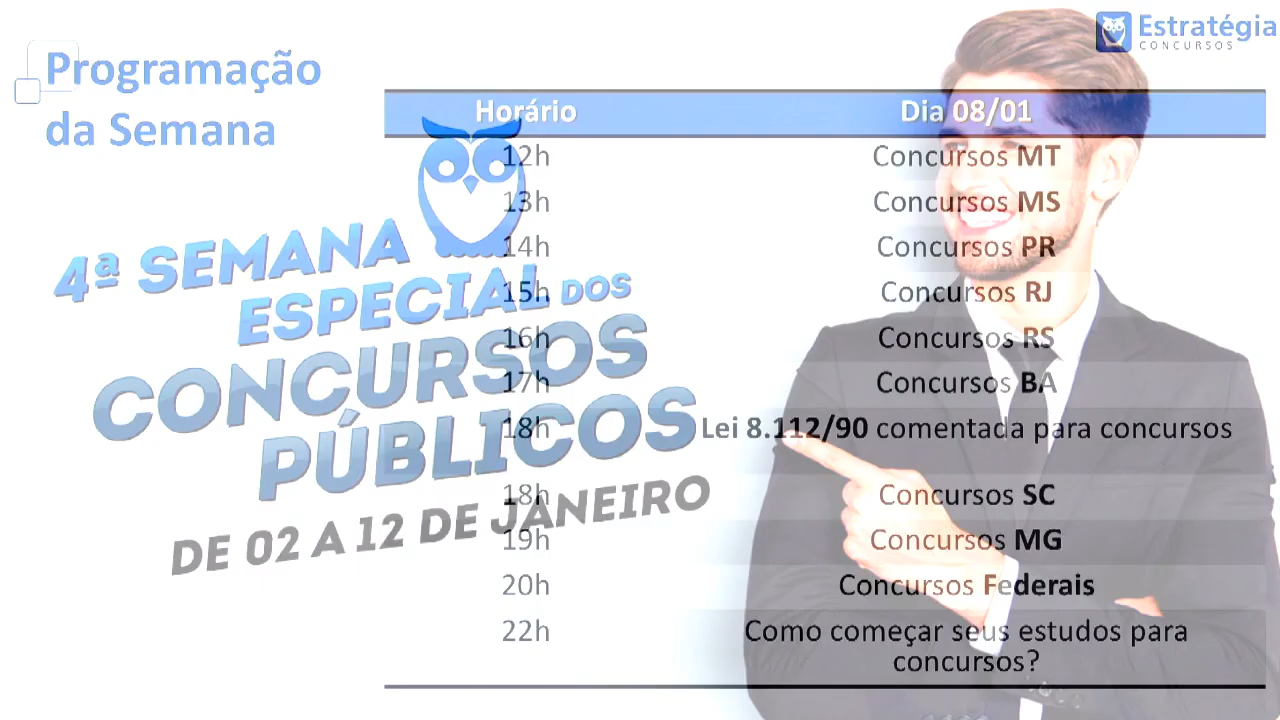 Estratégia
CONCURSOS
Programação
da Semana
Horário Dia 08/01
12h Concursos MT
13h Concursos MS
14h Concursos PR
15h Concursos RJ
16h Concursos RS
17h Concursos BA
18h Lei 8.112/90 comentada para concursos
18h Concursos SC
19h Concursos MG
20h Concursos Federais
22h Como começar seus estudos para
concursos?
4ª SEMANA
ESPECIAL DOS
CONCURSOS
PÚBLICOS
DE 02 A 12 DE JANEIRO